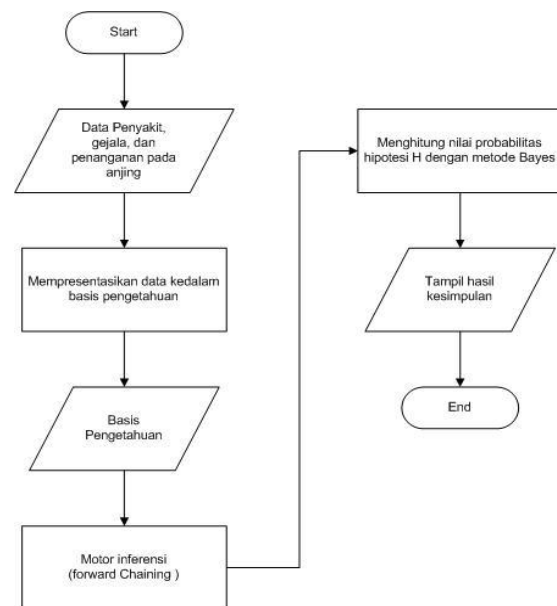 Start
Data Penyakit,
gejala, dan
penanganan pada
anjing
Mempresentasikan data kedalam
basis pengetahuan
Basis
Pengetahuan
Motor inferensi
(forward Chaining )
Menghitung nilai probabilitas
hipotesi H dengan metode Bayes
Tampil hasil
kesimpulan
End